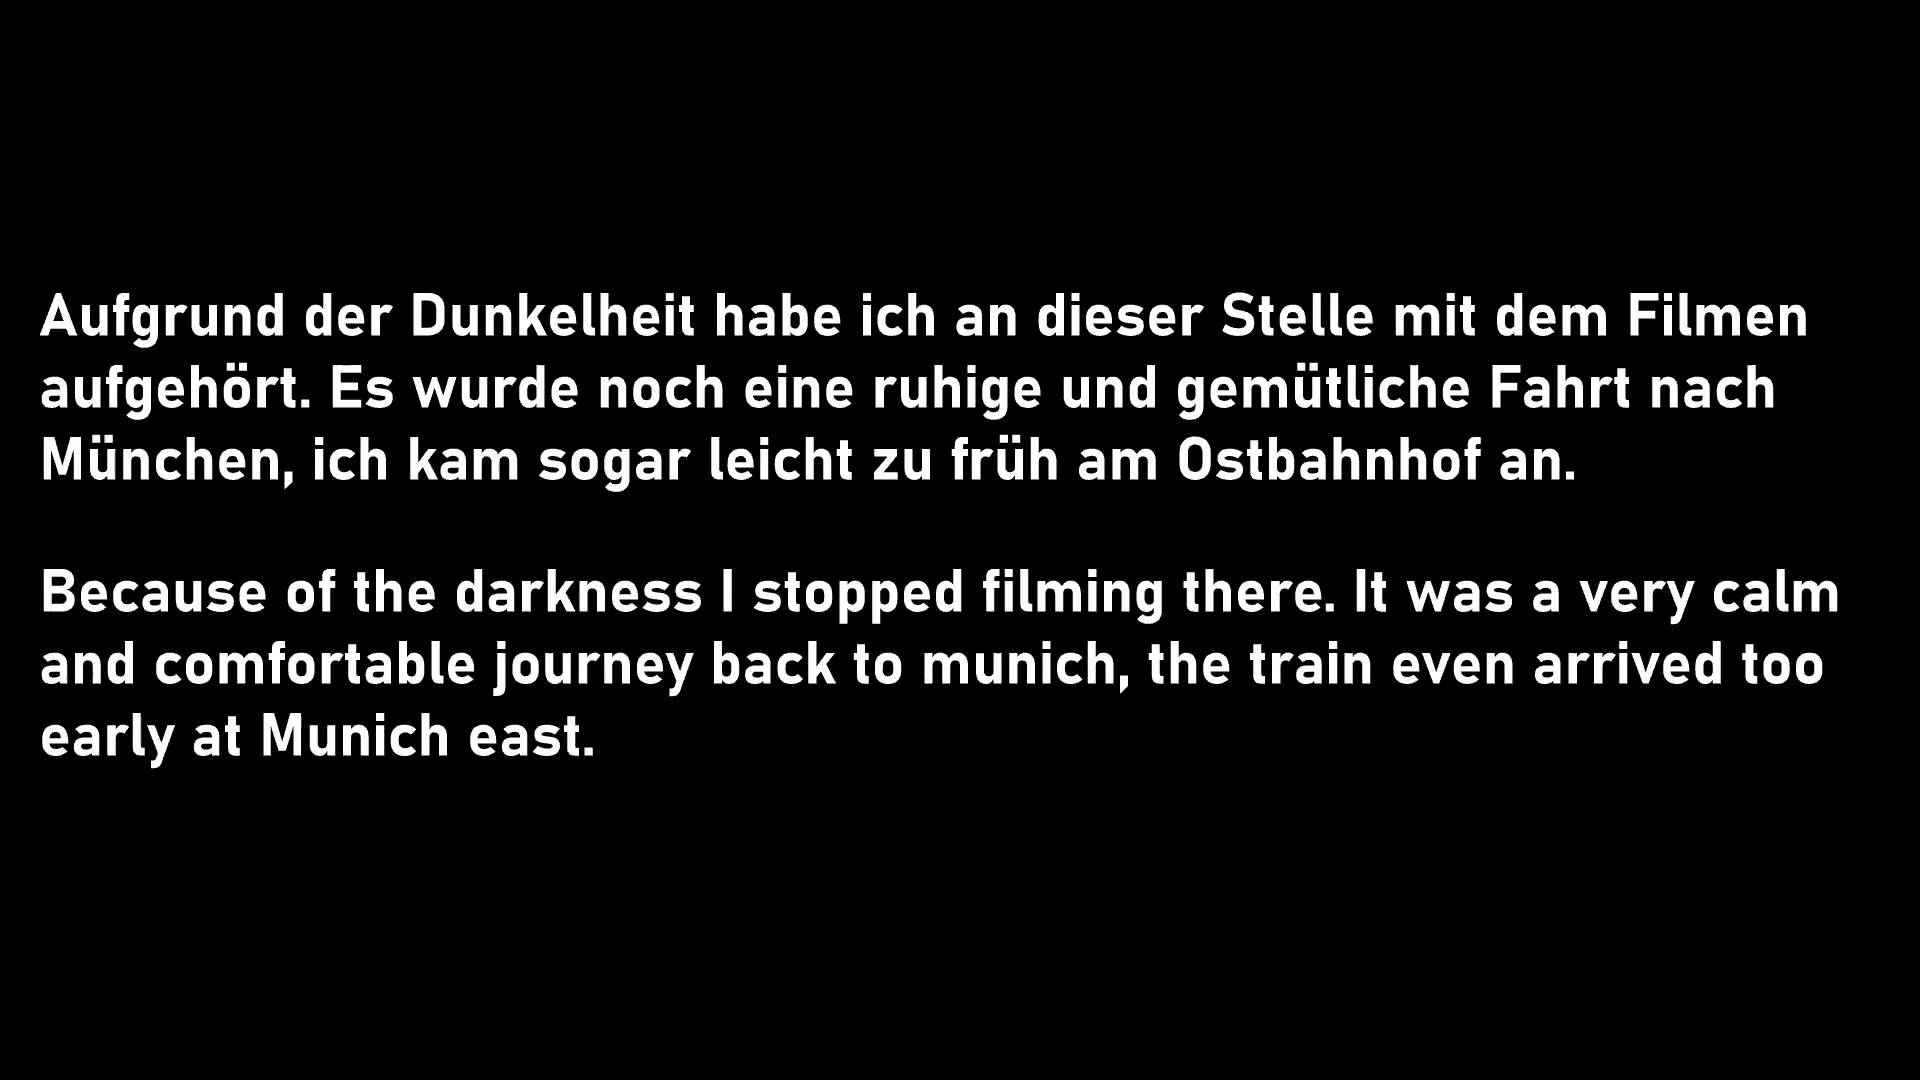 Aufgrund der Dunkelheit habe ich an dieser Stelle mit dem Filmen
aufgehört. Es wurde noch eine ruhige und gemütliche Fahrt nach
München, ich kam sogar leicht zu früh am Ostbahnhof an.
Because of the darkness I stopped filming there. It was a very calm
and comfortable journey back to munich, the train even arrived too
early at Munich east.